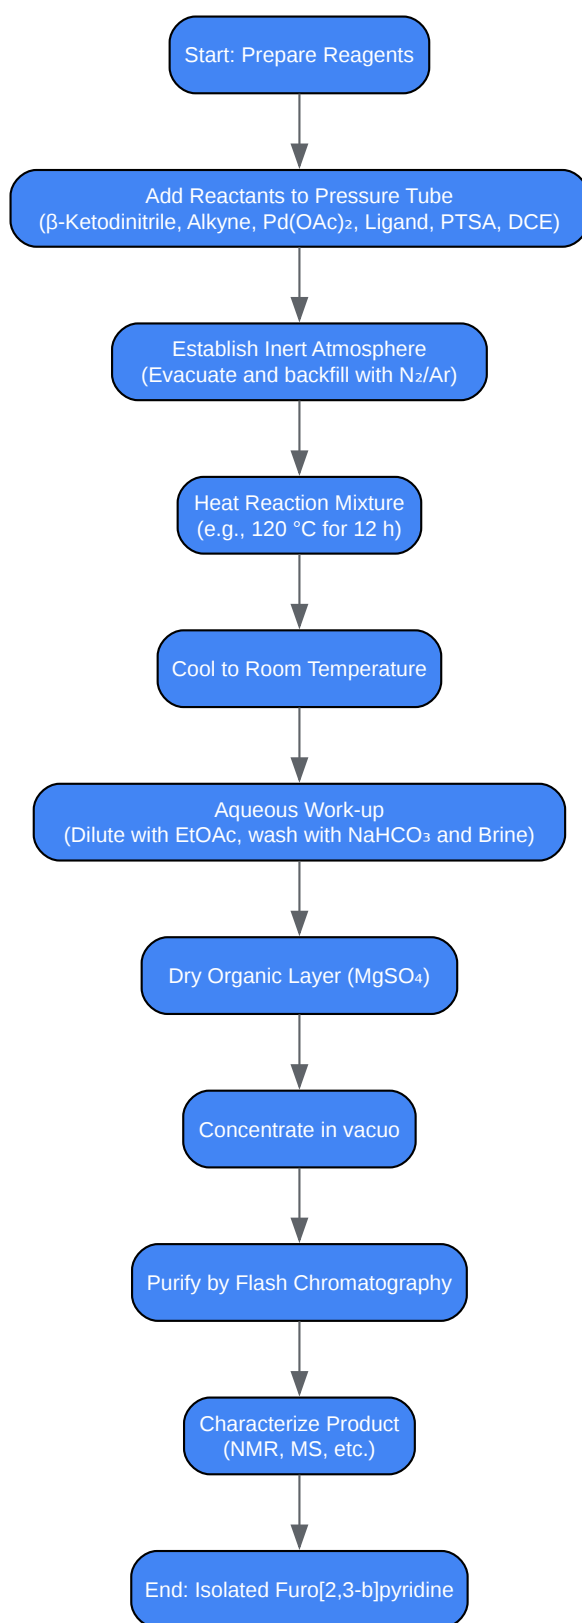 Start: Prepare Reagents
Add Reactants to Pressure Tube
(β-Ketodinitrile, Alkyne, Pd(OAc)₂, Ligand, PTSA, DCE)
Establish Inert Atmosphere
(Evacuate and backfill with N₂/Ar)
Heat Reaction Mixture
(e.g., 120 °C for 12 h)
Cool to Room Temperature
Aqueous Work-up
(Dilute with EtOAc, wash with NaHCO₃ and Brine)
Dry Organic Layer (MgSO₄)
Concentrate in vacuo
Purify by Flash Chromatography
Characterize Product
(NMR, MS, etc.)
End: Isolated Furo[2,3-b]pyridine